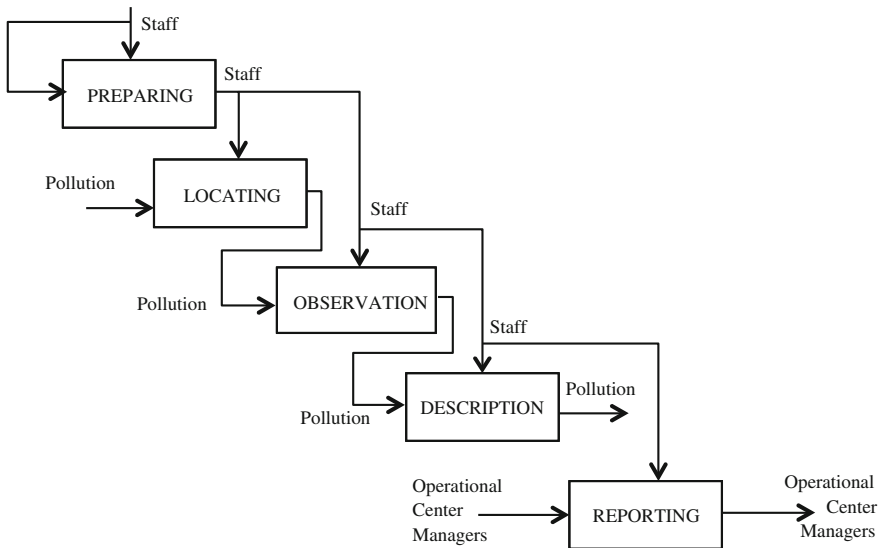 Staff
PREPARING
Staff
Pollution
LOCATING
Staff
Pollution
OBSERVATION
Staff
Pollution
DESCRIPTION
Pollution
Operational
Center
Managers
REPORTING
Operational
Center
Managers